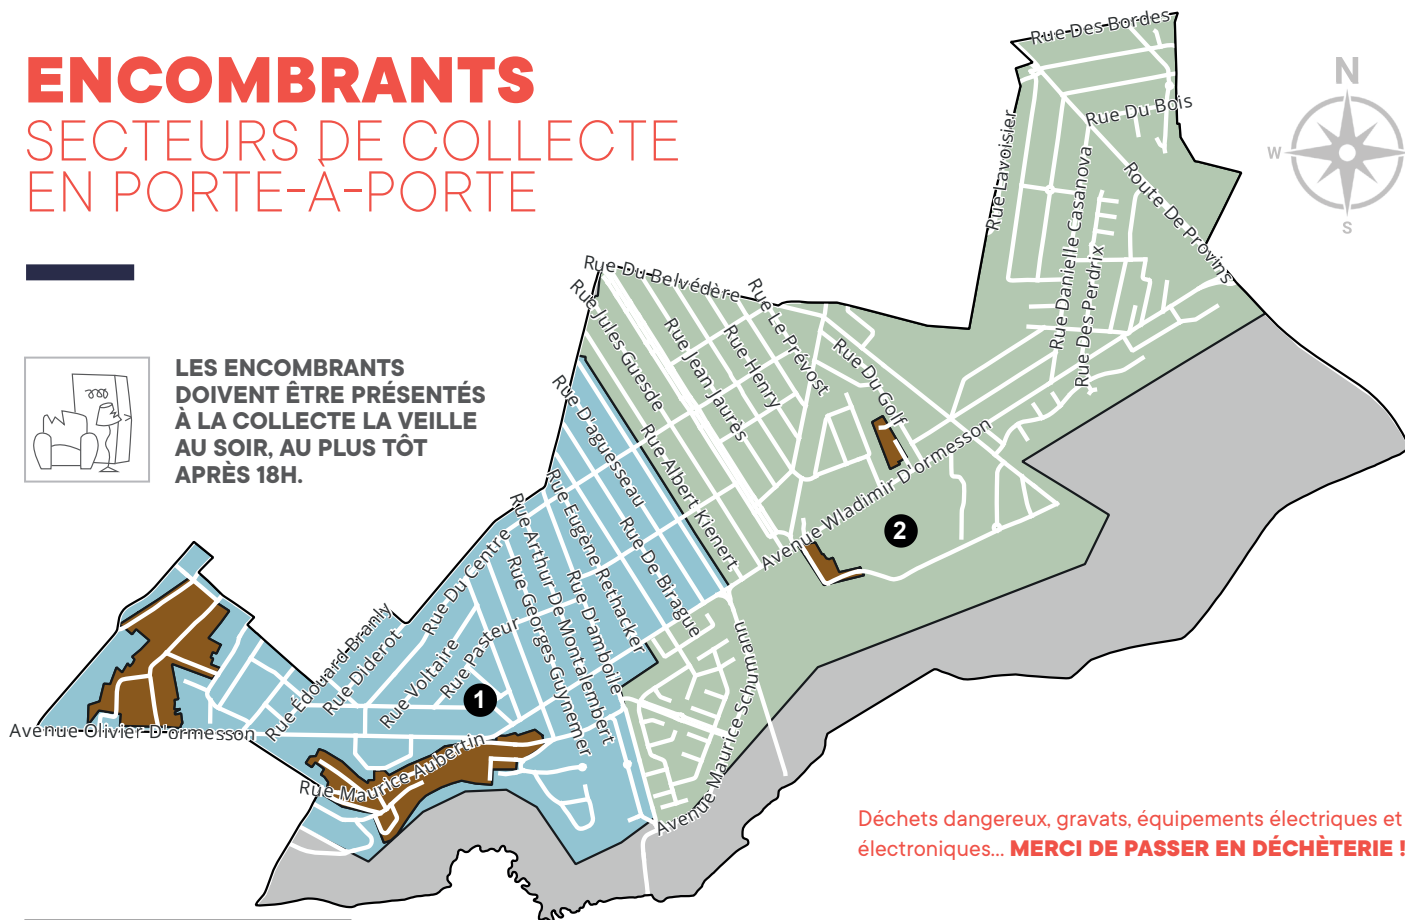 ENCOMBRANTS
SECTEURS DE COLLECTE
EN PORTE-À-PORTE
LES ENCOMBRANTS
DOIVENT ÊTRE PRÉSENTÉS
À LA COLLECTE LA VEILLE
AU SOIR, AU PLUS TÔT
APRÈS 18H.
N
W
S
Rue Des Bordes
Rue Du Bois
Rue Lavoisier
Route De Provins
Rue Danielle Casanova
Rue Des Perdrix
Rue Du Belvédère
Rue Jules Guesde
Rue Le Prévost
Rue Jean Jaurès
Rue Henry
Rue Du Golf
Rue D'aguesseau
Rue Albert Kienert
Avenue Wladimir D'ormesson
2
Rue Eugène Rethacker
Rue Arthur De Montalembert
Rue De Birague
Rue Du Centre
Rue Georges Guynemer
Rue D'amboile
Rue Édouard Branly
Rue Diderot
Rue Voltaire
Rue Pasteur
1
Avenue Olivier D'ormesson
Rue Maurice Aubertin
Avenue Maurice Schumann
Déchets dangereux, gravats, équipements électriques et
électroniques... MERCI DE PASSER EN DÉCHÈTERIE !